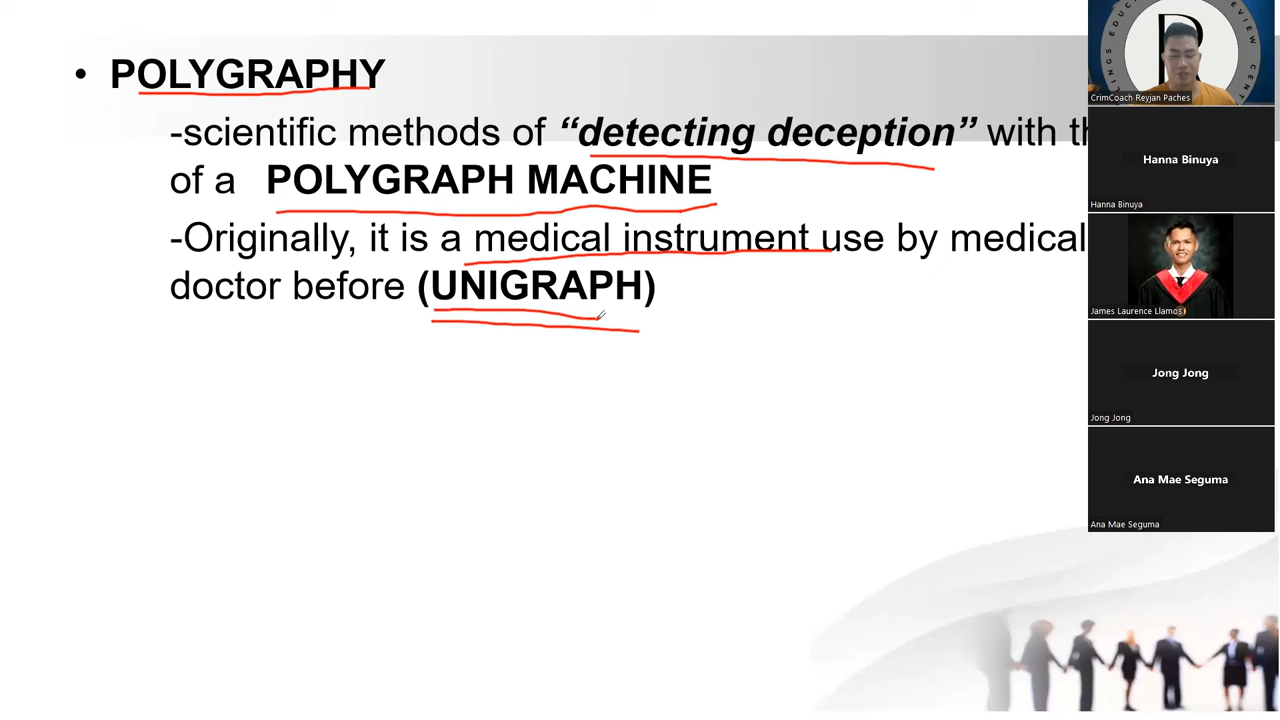 • POLYGRAPHY
-scientific methods of “detecting deception” with
of a POLYGRAPH MACHINE
-Originally, it is a medical instrument use by medical
doctor before (UNIGRAPH)
CrimCoach Reyjan Paches
Hanna Binuya
Hanna Binuya
James Laurence Llamos
Jong Jong
Jong Jong
Ana Mae Seguma
Ana Mae Seguma